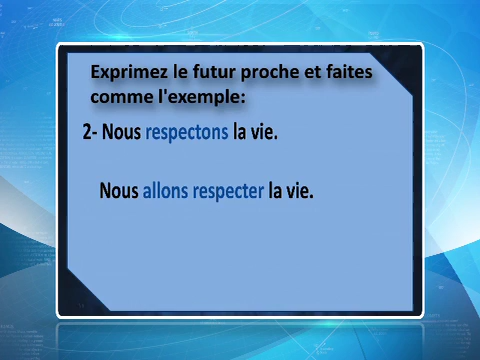 Exprimez le futur proche et faites
comme l'exemple:
2- Nous respectons la vie.
Nous allons respecter la vie.